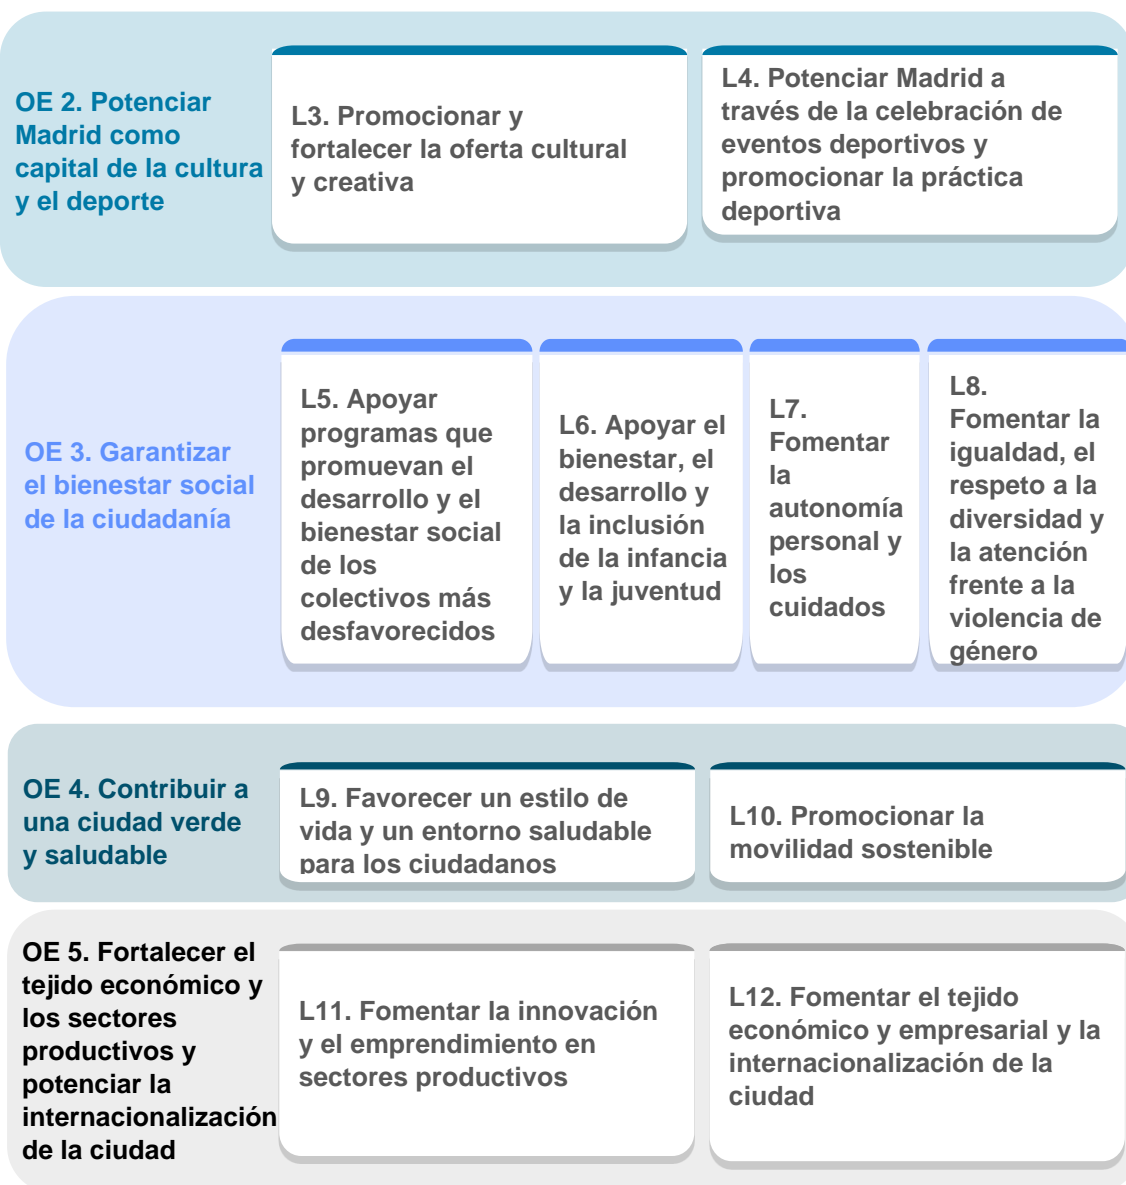 OE 2. Potenciar
Madrid como
capital de la cultura
y el deporte
L3. Promocionar y
fortalecer la oferta cultural
y creativa
L4. Potenciar Madrid a
través de la celebración de
eventos deportivos y
promocionar la práctica
deportiva
OE 3. Garantizar
el bienestar social
de la ciudadanía
L5. Apoyar
programas que
promuevan el
desarrollo y el
bienestar social
de los
colectivos más
desfavorecidos
L6. Apoyar el
bienestar, el
desarrollo y
la inclusión
de la infancia
y la juventud
L7.
Fomentar
la
autonomía
personal y
los
cuidados
L8.
Fomentar la
igualdad, el
respeto a la
diversidad y
la atención
frente a la
violencia de
género
OE 4. Contribuir a
una ciudad verde
y saludable
L9. Favorecer un estilo de
vida y un entorno saludable
para los ciudadanos
L10. Promocionar la
movilidad sostenible
OE 5. Fortalecer el
tejido económico y
los sectores
productivos y
potenciar la
internacionalización
de la ciudad
L11. Fomentar la innovación
y el emprendimiento en
sectores productivos
L12. Fomentar el tejido
económico y empresarial y la
internacionalización de la
ciudad